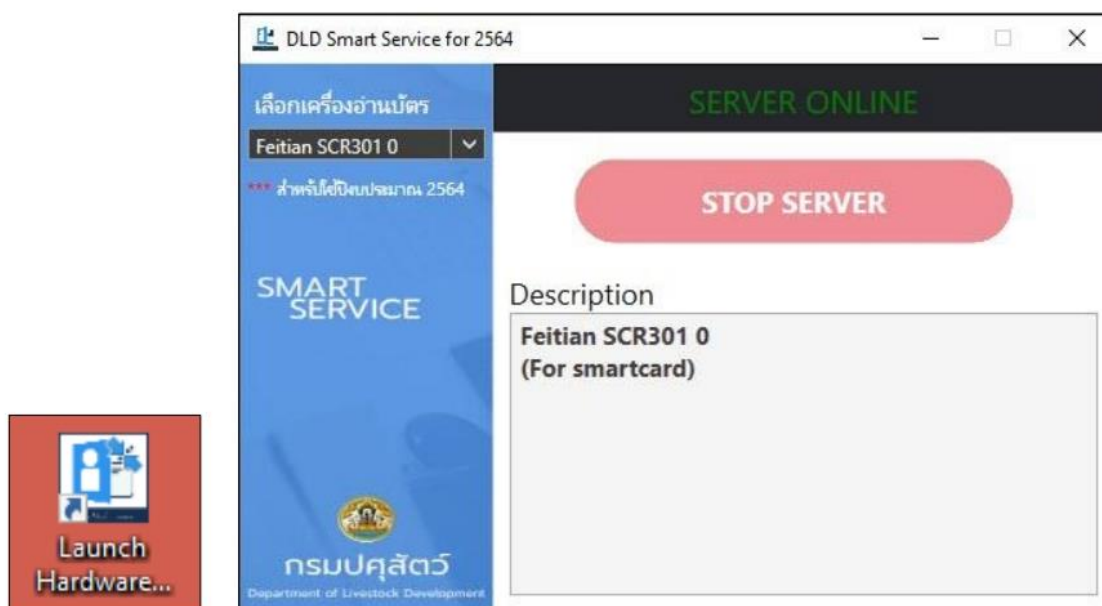 DLD Smart Service for 2564
เลือกเครื่องอ่านบัตร
Feitian SCR301 0
*** สำหรับใช้ปีงบประมาณ 2564
SMART
SERVICE
กรมปศุสัตว์
Department of Livestock Development
SERVER ONLINE
STOP SERVER
Description
Feitian SCR301 0
(For smartcard)
Launch
Hardware...